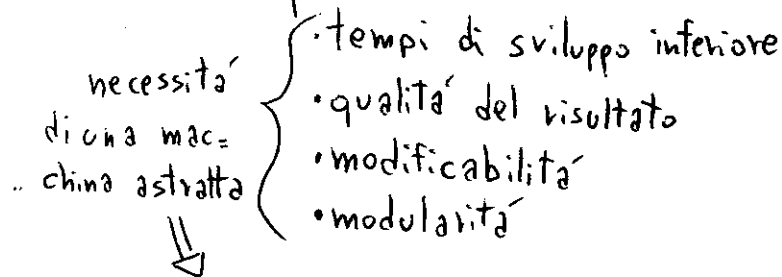 necessità
di una mac=
china astratta
· tempi di sviluppo inferiore
· qualità del risultato
· modificabilità
· modularità